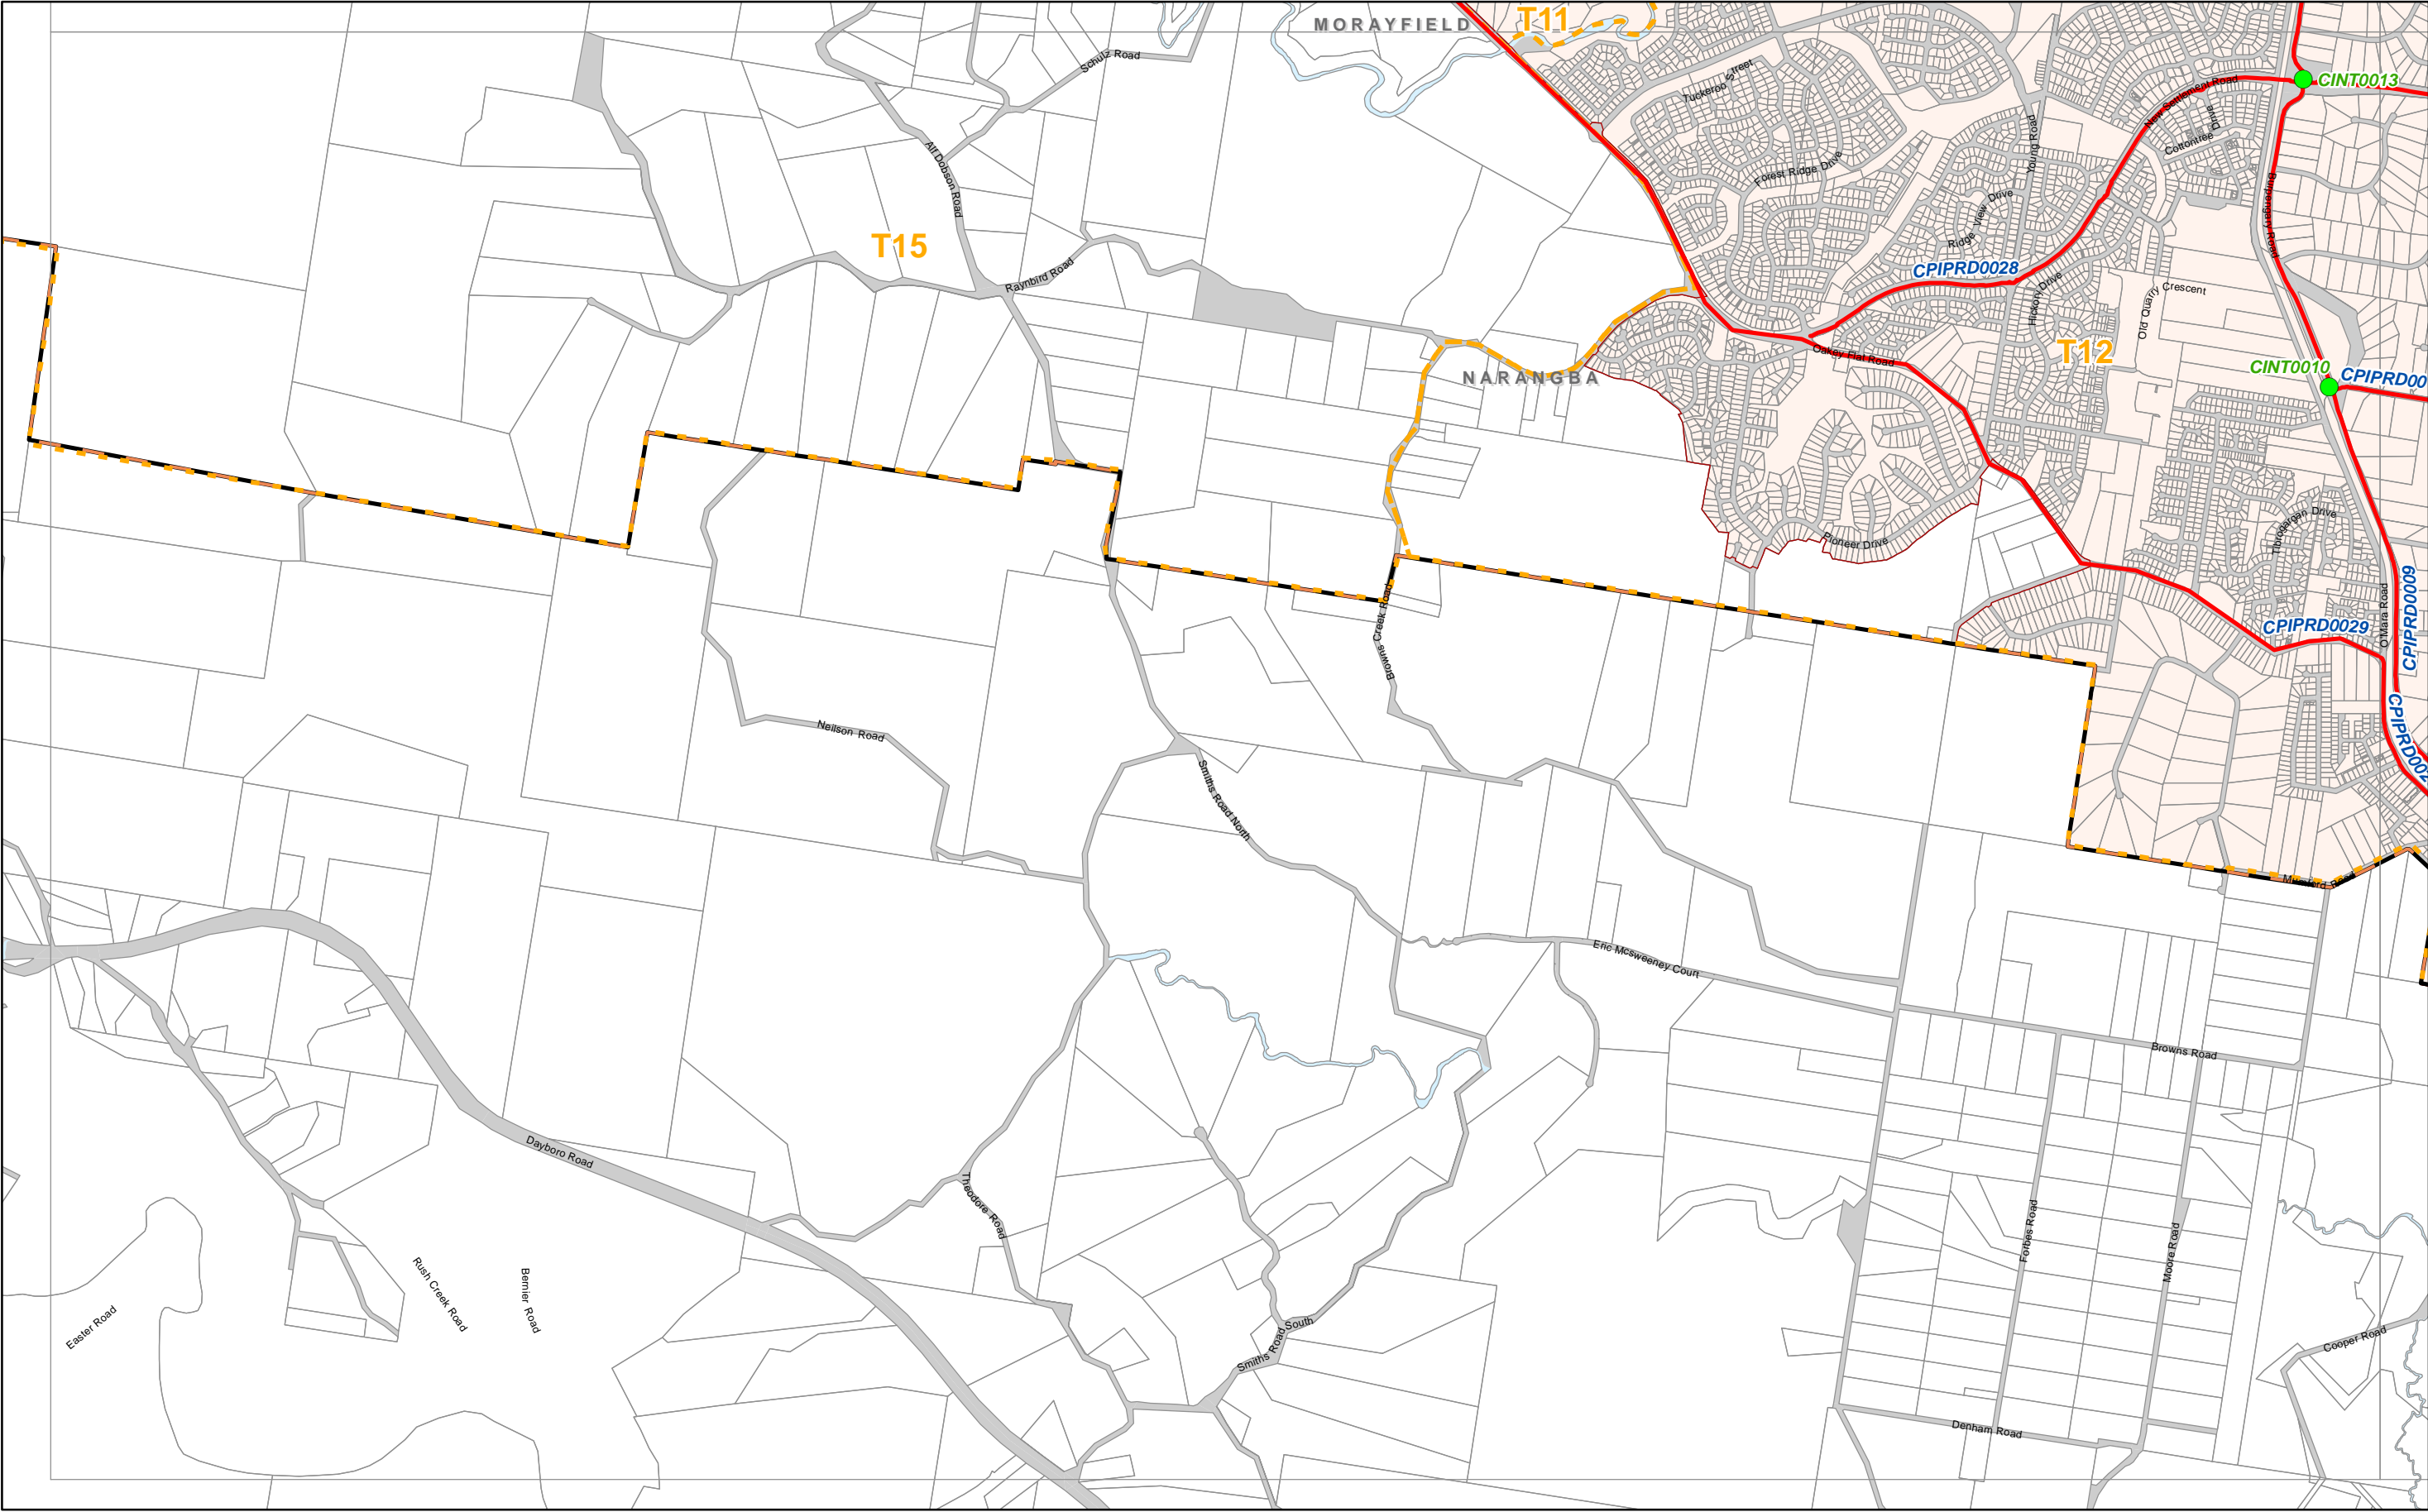 T11
MORAYFIELD
Schulz Road
Tuckeroo Street
New Settlement Road
CINT0013
Cottontree Drive
Young Road
Alf Dobson Road
Forest Ridge Drive
Burpengary Road
Ridge View Drive
T15
Raynbird Road
CPIPRD0028
Hickory Drive
Old Quarry Crescent
T12
Oakey Flat Road
CINT0010
CPIPRD00
NARANGBA
Tibrogargan Drive
Pioneer Drive
Browns Creek Road
O'Mara Road
CPIPRD0009
CPIPRD0029
CPIPRD002
Neilson Road
Smiths Road North
Mumford Road
Eric Mcsweeney Court
Browns Road
Dayboro Road
Theodore Road
Forbes Road
Moore Road
Rush Creek Road
Bernier Road
Easter Road
Smiths Road South
Cooper Road
Denham Road